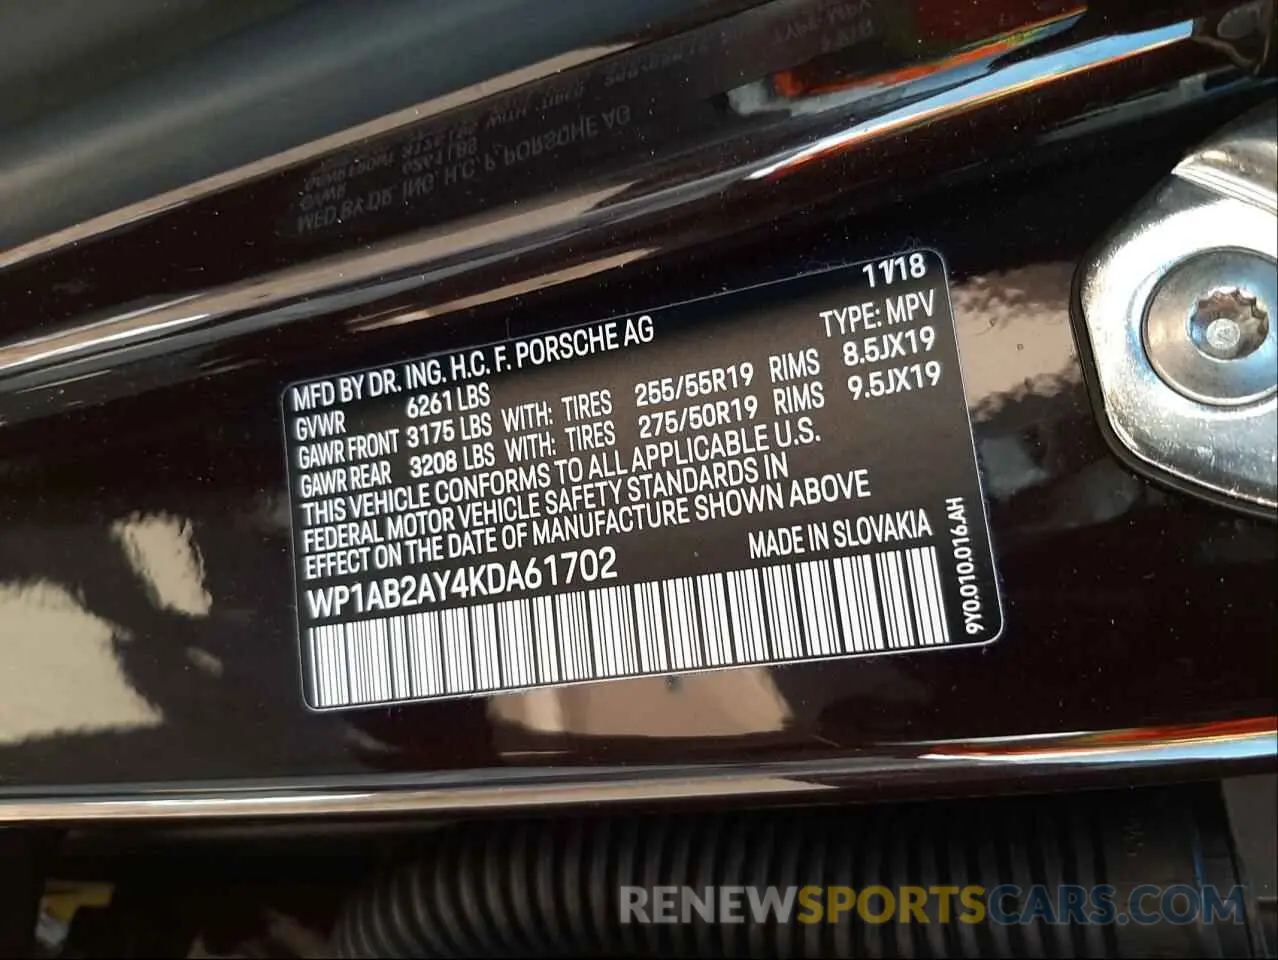 11/18
MFD BY DR. ING. H.C. F. PORSCHE AG TYPE: MPV
GVWR 6261 LBS
GAWR FRONT 3175 LBS WITH: TIRES 255/55R19 RIMS 8.5JX19
GAWR REAR 3208 LBS WITH: TIRES 275/50R19 RIMS 9.5JX19
THIS VEHICLE CONFORMS TO ALL APPLICABLE U.S.
FEDERAL MOTOR VEHICLE SAFETY STANDARDS IN
EFFECT ON THE DATE OF MANUFACTURE SHOWN ABOVE
WP1AB2AY4KDA61702 MADE IN SLOVAKIA
9Y0.010.016.AH
RENEWSPORTSCARS.COM